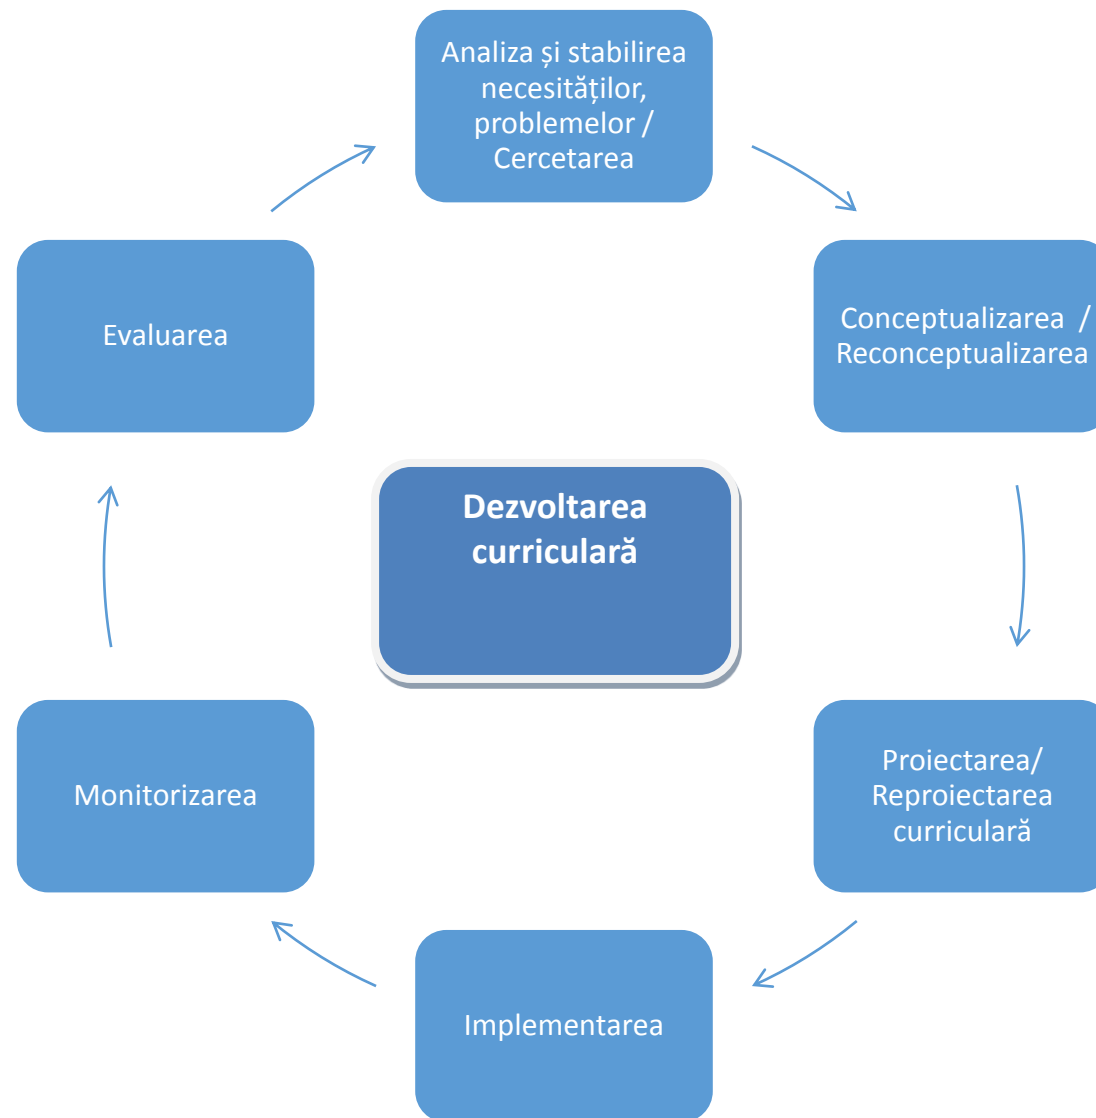 Analiza și stabilirea
necesităților,
problemelor /
Cercetarea
Conceptualizarea /
Reconceptualizarea
Proiectarea/
Reproiectarea
curriculară
Implementarea
Monitorizarea
Evaluarea
Dezvoltarea
curriculară